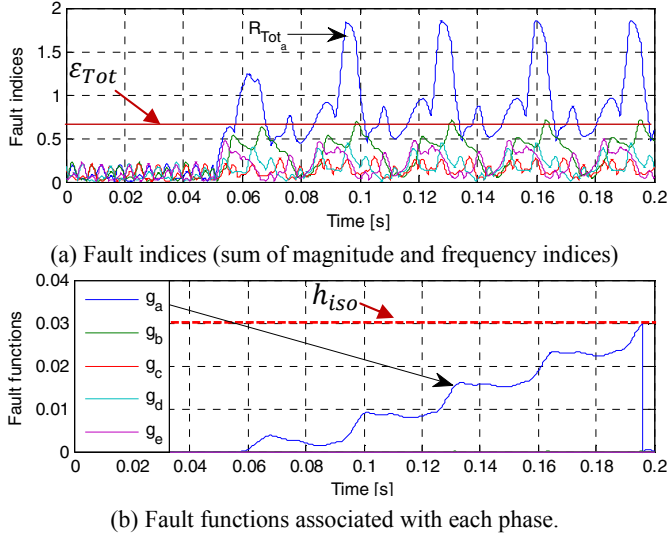 2
1.5
1
0.5
0
Fault indices
R_Tot_a
ε_Tot
0 0.02 0.04 0.06 0.08 0.1 0.12 0.14 0.16 0.18 0.2
Time [s]
(a) Fault indices (sum of magnitude and frequency indices)
0.04
0.03
0.02
0.01
0
Fault functions
g_a
g_b
g_c
g_d
g_e
h_iso
0 0.02 0.04 0.06 0.08 0.1 0.12 0.14 0.16 0.18 0.2
Time [s]
(b) Fault functions associated with each phase.